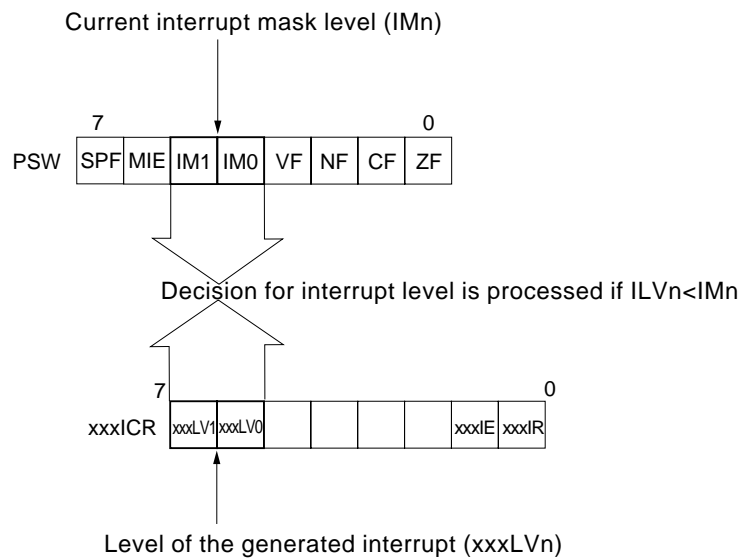 Current interrupt mask level (IMn)
7 0
PSW SPF MIE IM1 IM0 VF NF CF ZF
Decision for interrupt level is processed if ILVn<IMn
7 0
xxxICR xxxLV1 xxxLV0 xxxIE xxxIR
Level of the generated interrupt (xxxLVn)